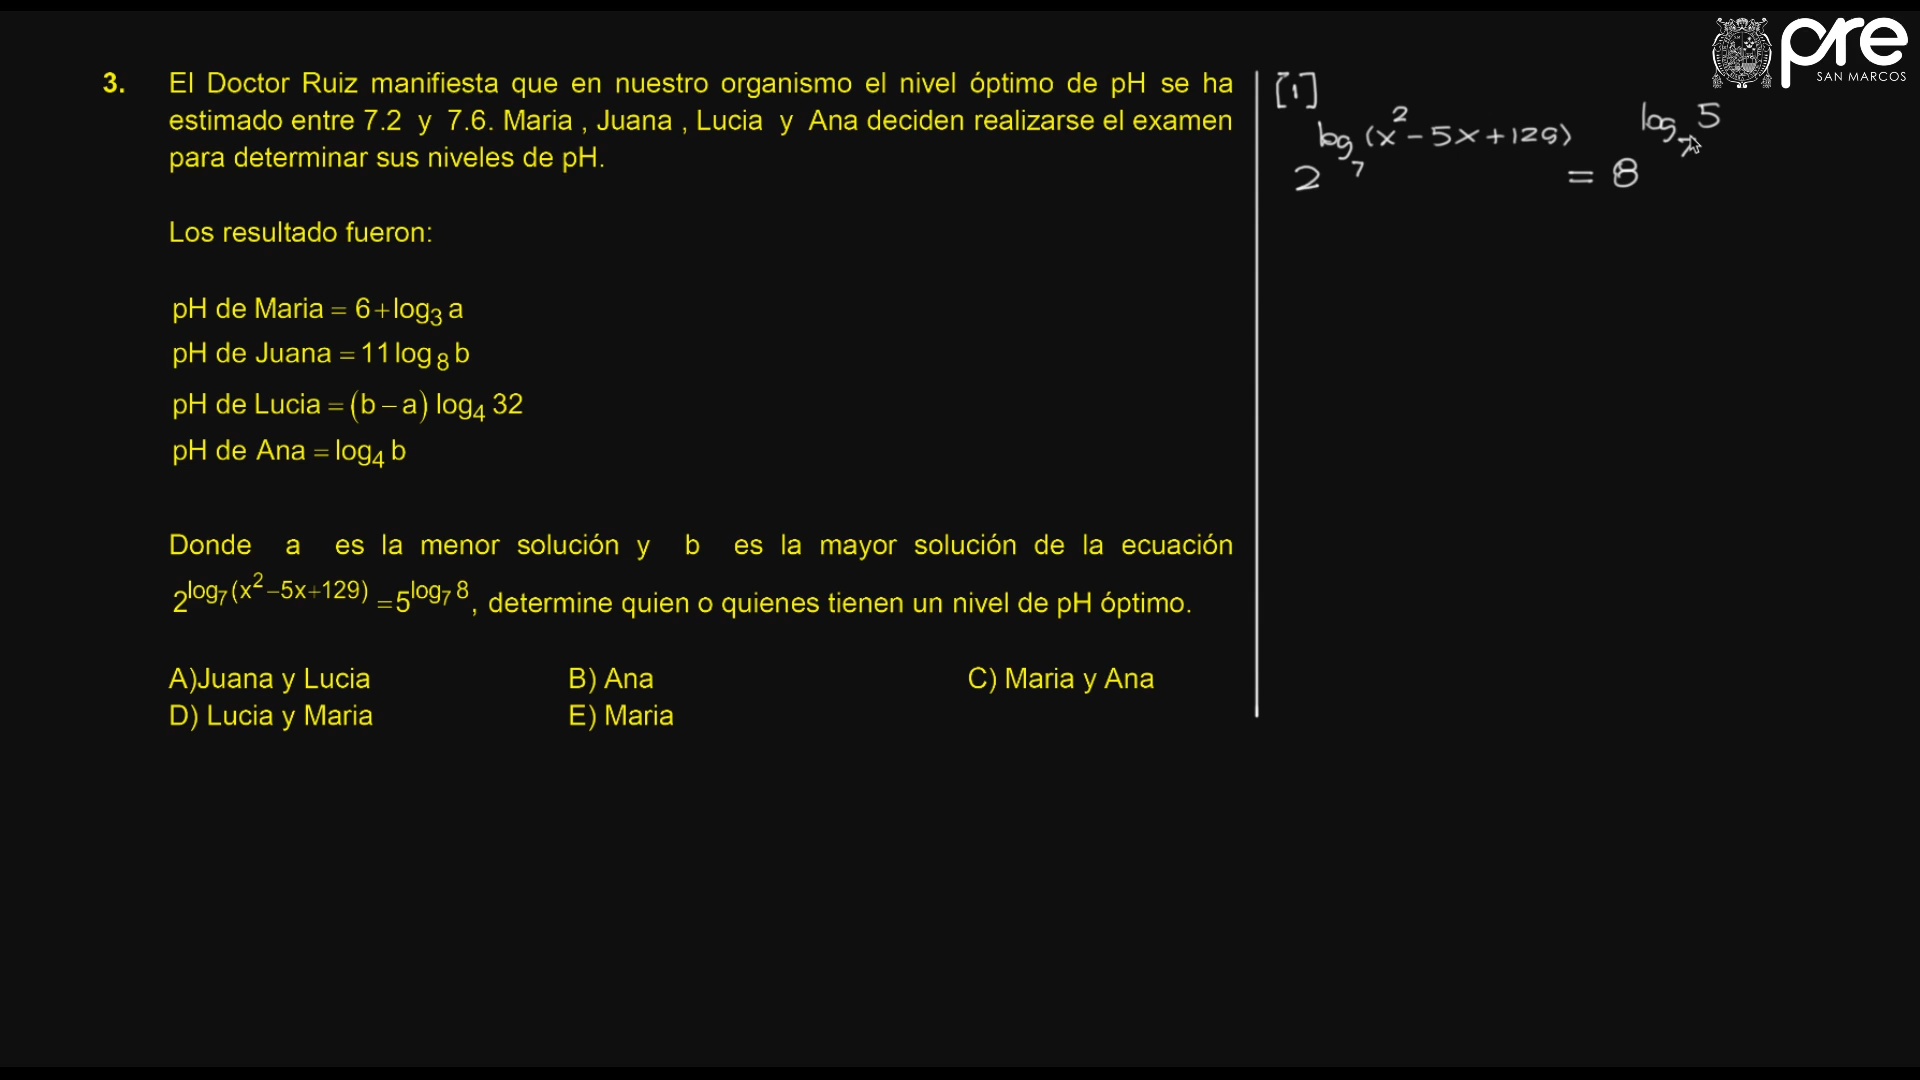 pre
SAN MARCOS
3. El Doctor Ruiz manifiesta que en nuestro organismo el nivel óptimo de pH se ha
estimado entre 7.2 y 7.6. Maria , Juana , Lucia y Ana deciden realizarse el examen
para determinar sus niveles de pH.
Los resultado fueron:
pH de Maria = 6+log₃ a
pH de Juana = 11log₈ b
pH de Lucia = (b – a) log₄ 32
pH de Ana = log₄ b
Donde a es la menor solución y b es la mayor solución de la ecuación
2^log₇(x²–5x+129) = 5^log₇ 8, determine quien o quienes tienen un nivel de pH óptimo.
A)Juana y Lucia B) Ana C) Maria y Ana
D) Lucia y Maria E) Maria
[1]
2^log₇(x²-5x+129) = 8^log₇ 5